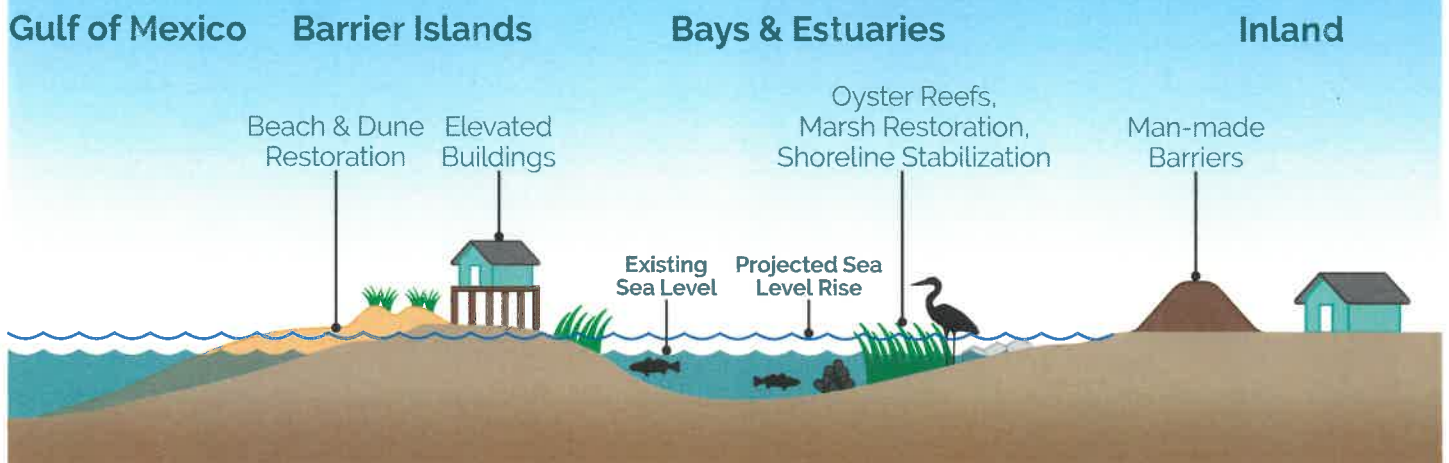 Gulf of Mexico
Barrier Islands
Bays & Estuaries
Inland
Beach & Dune
Restoration
Elevated
Buildings
Oyster Reefs,
Marsh Restoration,
Shoreline Stabilization
Man-made
Barriers
Existing
Sea Level
Projected Sea
Level Rise